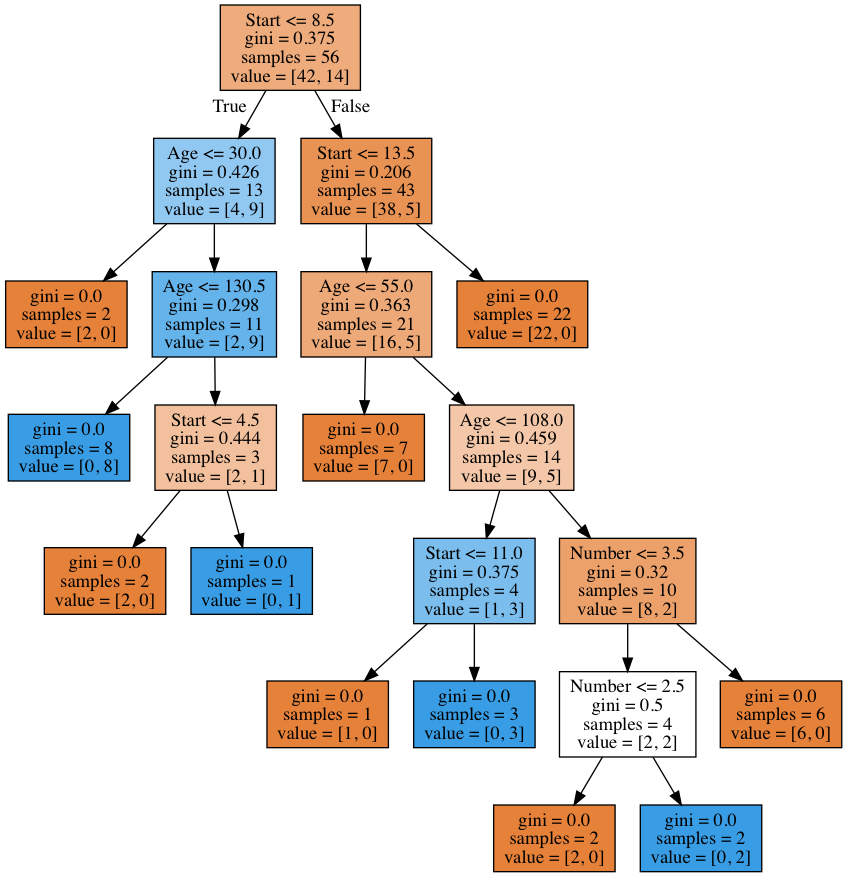 Start <= 8.5
gini = 0.375
samples = 56
value = [42, 14]
True
False
Age <= 30.0
gini = 0.426
samples = 13
value = [4, 9]
Start <= 13.5
gini = 0.206
samples = 43
value = [38, 5]
gini = 0.0
samples = 2
value = [2, 0]
Age <= 130.5
gini = 0.298
samples = 11
value = [2, 9]
Age <= 55.0
gini = 0.363
samples = 21
value = [16, 5]
gini = 0.0
samples = 22
value = [22, 0]
gini = 0.0
samples = 8
value = [0, 8]
Start <= 4.5
gini = 0.444
samples = 3
value = [2, 1]
gini = 0.0
samples = 7
value = [7, 0]
Age <= 108.0
gini = 0.459
samples = 14
value = [9, 5]
gini = 0.0
samples = 2
value = [2, 0]
gini = 0.0
samples = 1
value = [0, 1]
Start <= 11.0
gini = 0.375
samples = 4
value = [1, 3]
Number <= 3.5
gini = 0.32
samples = 10
value = [8, 2]
gini = 0.0
samples = 1
value = [1, 0]
gini = 0.0
samples = 3
value = [0, 3]
Number <= 2.5
gini = 0.5
samples = 4
value = [2, 2]
gini = 0.0
samples = 6
value = [6, 0]
gini = 0.0
samples = 2
value = [2, 0]
gini = 0.0
samples = 2
value = [0, 2]